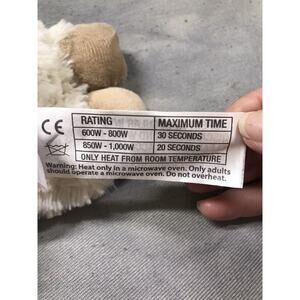 RATING MAXIMUM TIME
600W - 800W 30 SECONDS
850W - 1,000W 20 SECONDS
ONLY HEAT FROM ROOM TEMPERATURE
Warning: Heat only in a microwave oven. Only adults
should operate a microwave oven. Do not overheat.